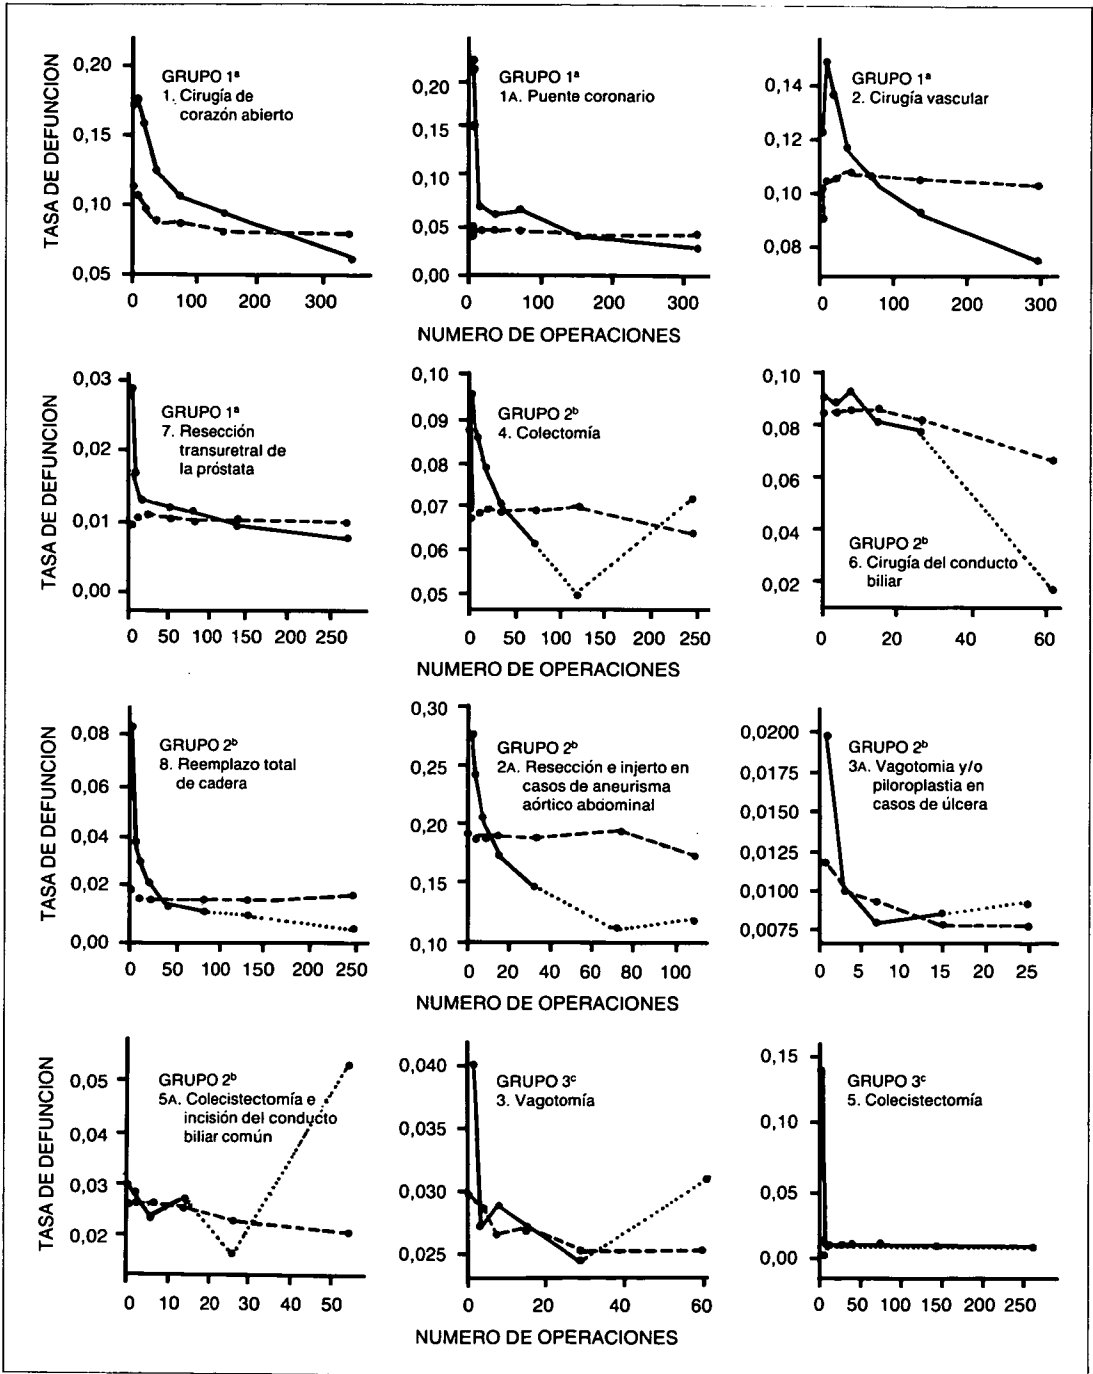 TASA DE DEFUNCION
0,20
0,15
0,10
0,05
GRUPO 1ª
1. Cirugía de
corazón abierto
0 100 200 300
0,20
0,15
0,10
0,05
0,00
GRUPO 1ª
1A. Puente coronario
0 100 200 300
0,14
0,12
0,10
0,08
GRUPO 1ª
2. Cirugía vascular
0 100 200 300
NUMERO DE OPERACIONES
TASA DE DEFUNCION
0,03
0,02
0,01
0,00
GRUPO 1ª
7. Resección
transuretral de
la próstata
0 50 100 150 200 250
0,10
0,09
0,08
0,07
0,06
0,05
GRUPO 2ᵇ
4. Colectomía
0 50 100 150 200 250
0,10
0,08
0,06
0,04
0,02
GRUPO 2ᵇ
6. Cirugía del conducto
biliar
0 20 40 60
NUMERO DE OPERACIONES
TASA DE DEFUNCION
0,08
0,06
0,04
0,02
0,00
GRUPO 2ᵇ
8. Reemplazo total
de cadera
0 50 100 150 200 250
0,30
0,25
0,20
0,15
0,10
GRUPO 2ᵇ
2A. Resección e injerto en
casos de aneurisma
aórtico abdominal
0 20 40 60 80 100
0,0200
0,0175
0,0150
0,0125
0,0100
0,0075
GRUPO 2ᵇ
3A. Vagotomia y/o
piloroplastia en
casos de úlcera
0 5 10 15 20 25
NUMERO DE OPERACIONES
TASA DE DEFUNCION
0,05
0,04
0,03
0,02
GRUPO 2ᵇ
5A. Colecistectomía e
incisión del conducto
biliar común
0 10 20 30 40 50
0,040
0,035
0,030
0,025
GRUPO 3ᶜ
3. Vagotomía
0 20 40 60
0,15
0,10
0,05
0,00
GRUPO 3ᶜ
5. Colecistectomía
0 50 100 150 200 250
NUMERO DE OPERACIONES